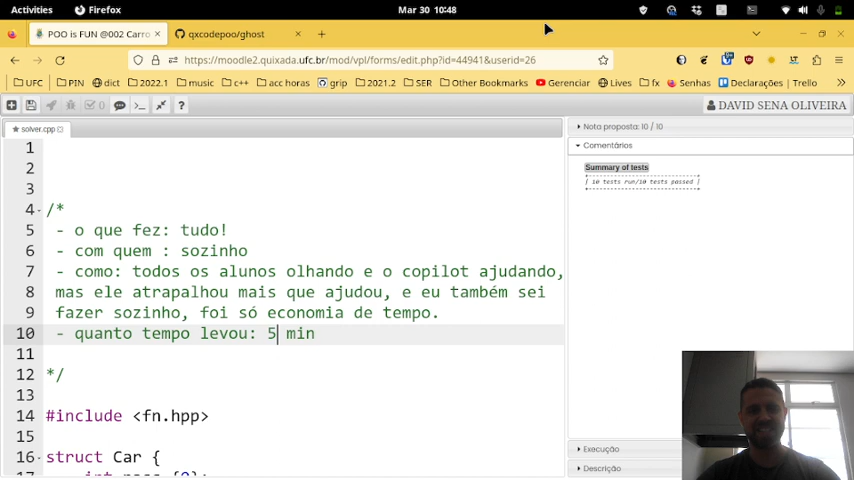 Activities
Firefox
Mar 30 10:48
POO is FUN @002 Carro
qxcodepoo/ghost
https://moodle2.quixada.ufc.br/mod/vpl/forms/edit.php?id=44941&userid=26
UFC
PIN
dict
2022.1
music
c++
acc horas
grip
2021.2
SER
Other Bookmarks
Gerenciar
Lives
fx
Senhas
Declarações | Trello
DAVID SENA OLIVEIRA
solver.cpp
Nota proposta: 10 / 10
Comentários
Summary of tests
[ 10 tests run/10 tests passed ]
1
2
3
4 /*
5 - o que fez: tudo!
6 - com quem : sozinho
7 - como: todos os alunos olhando e o copilot ajudando,
8 mas ele atrapalhou mais que ajudou, e eu também sei
9 fazer sozinho, foi só economia de tempo.
10 - quanto tempo levou: 5 min
11
12 */
13
14 #include <fn.hpp>
15
16 struct Car {
17 int pass {0};
Execução
Descrição